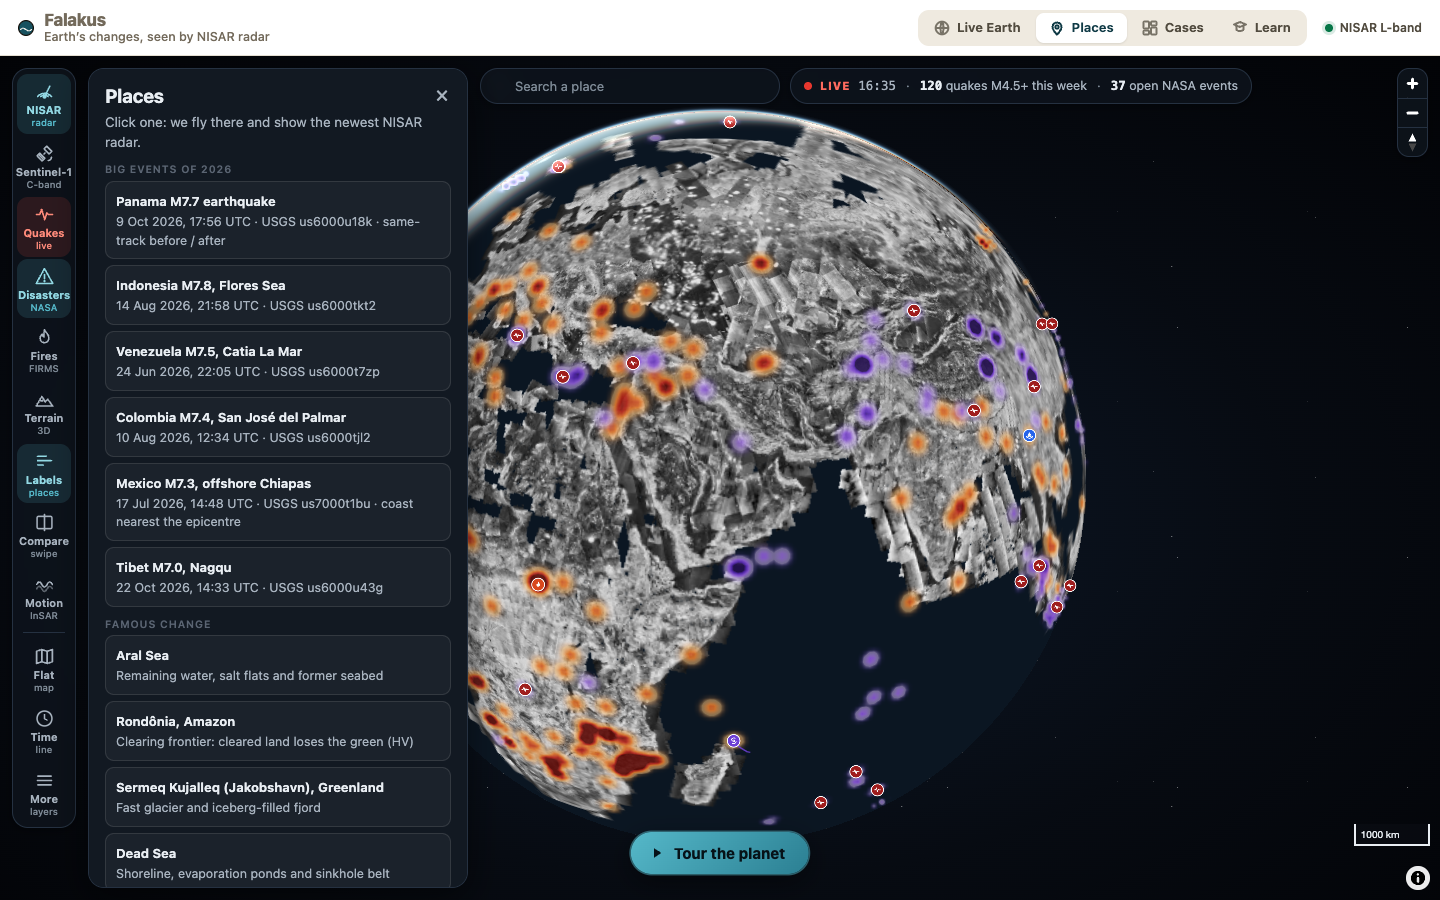 Falakus
Earth's changes, seen by NISAR radar
Live Earth
Places
Cases
Learn
NISAR L-band
NISAR
radar
Sentinel-1
C-band
Quakes
live
Disasters
NASA
Fires
FIRMS
Terrain
3D
Labels
places
Compare
swipe
Motion
InSAR
Flat
map
Time
line
More
layers
Places
Click one: we fly there and show the newest NISAR
radar.
BIG EVENTS OF 2026
Panama M7.7 earthquake
9 Oct 2026, 17:56 UTC · USGS us6000u18k · same-
track before / after
Indonesia M7.8, Flores Sea
14 Aug 2026, 21:58 UTC · USGS us6000tkt2
Venezuela M7.5, Catia La Mar
24 Jun 2026, 22:05 UTC · USGS us6000t7zp
Colombia M7.4, San José del Palmar
10 Aug 2026, 12:34 UTC · USGS us6000tjl2
Mexico M7.3, offshore Chiapas
17 Jul 2026, 14:48 UTC · USGS us7000t1bu · coast
nearest the epicentre
Tibet M7.0, Nagqu
22 Oct 2026, 14:33 UTC · USGS us6000u43g
FAMOUS CHANGE
Aral Sea
Remaining water, salt flats and former seabed
Rondônia, Amazon
Clearing frontier: cleared land loses the green (HV)
Sermeq Kujalleq (Jakobshavn), Greenland
Fast glacier and iceberg-filled fjord
Dead Sea
Shoreline, evaporation ponds and sinkhole belt
Search a place
LIVE 16:35 · 120 quakes M4.5+ this week · 37 open NASA events
Tour the planet
1000 km